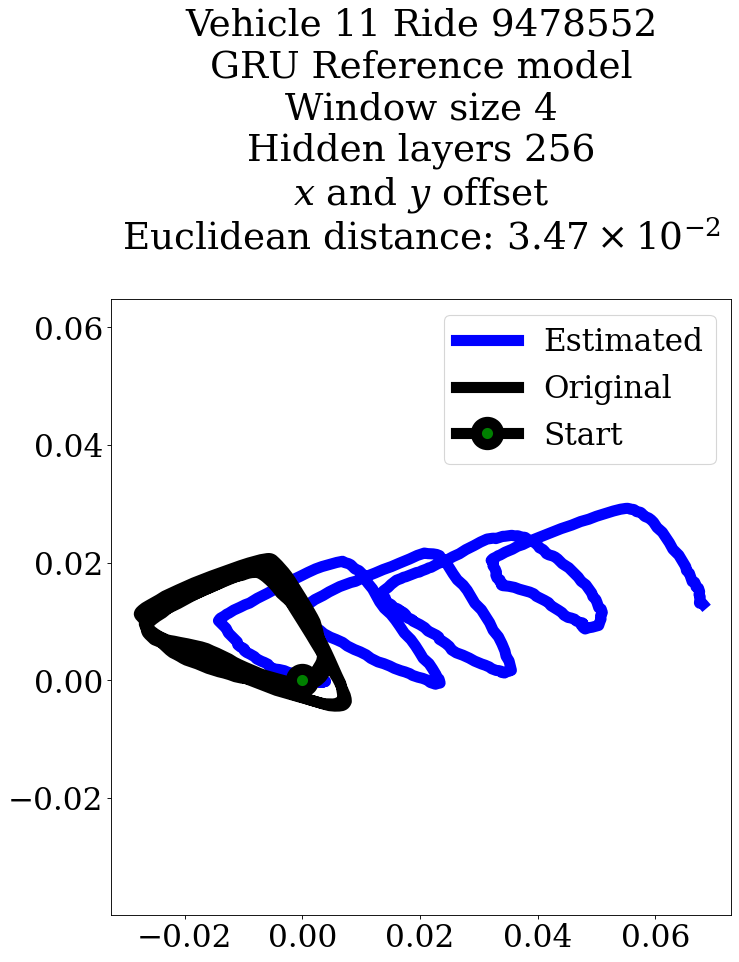 Vehicle 11 Ride 9478552
GRU Reference model
Window size 4
Hidden layers 256
x and y offset
Euclidean distance: 3.47 × 10⁻²
Estimated
Original
Start
0.06
0.04
0.02
0.00
−0.02
−0.02 0.00 0.02 0.04 0.06